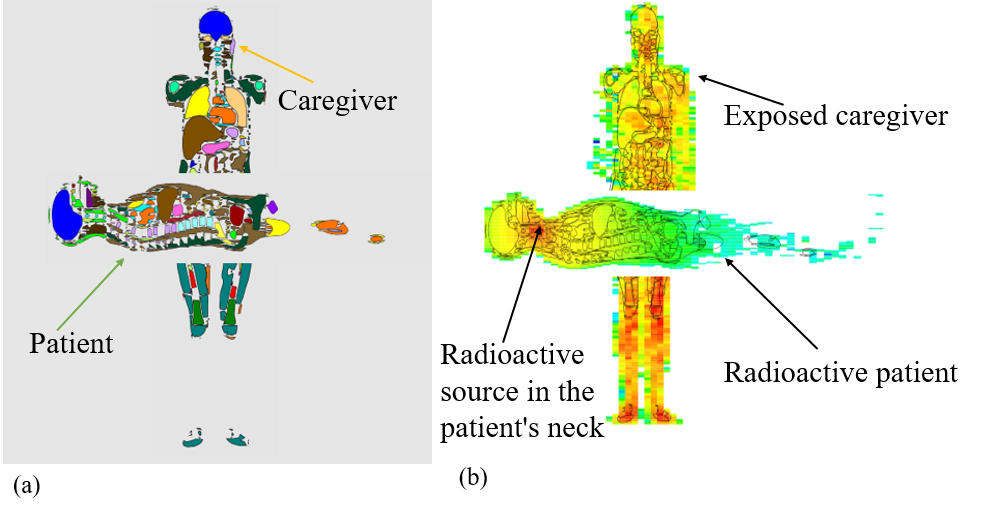 Caregiver
Patient
(a)
Exposed caregiver
Radioactive
source in the
patient's neck
Radioactive patient
(b)